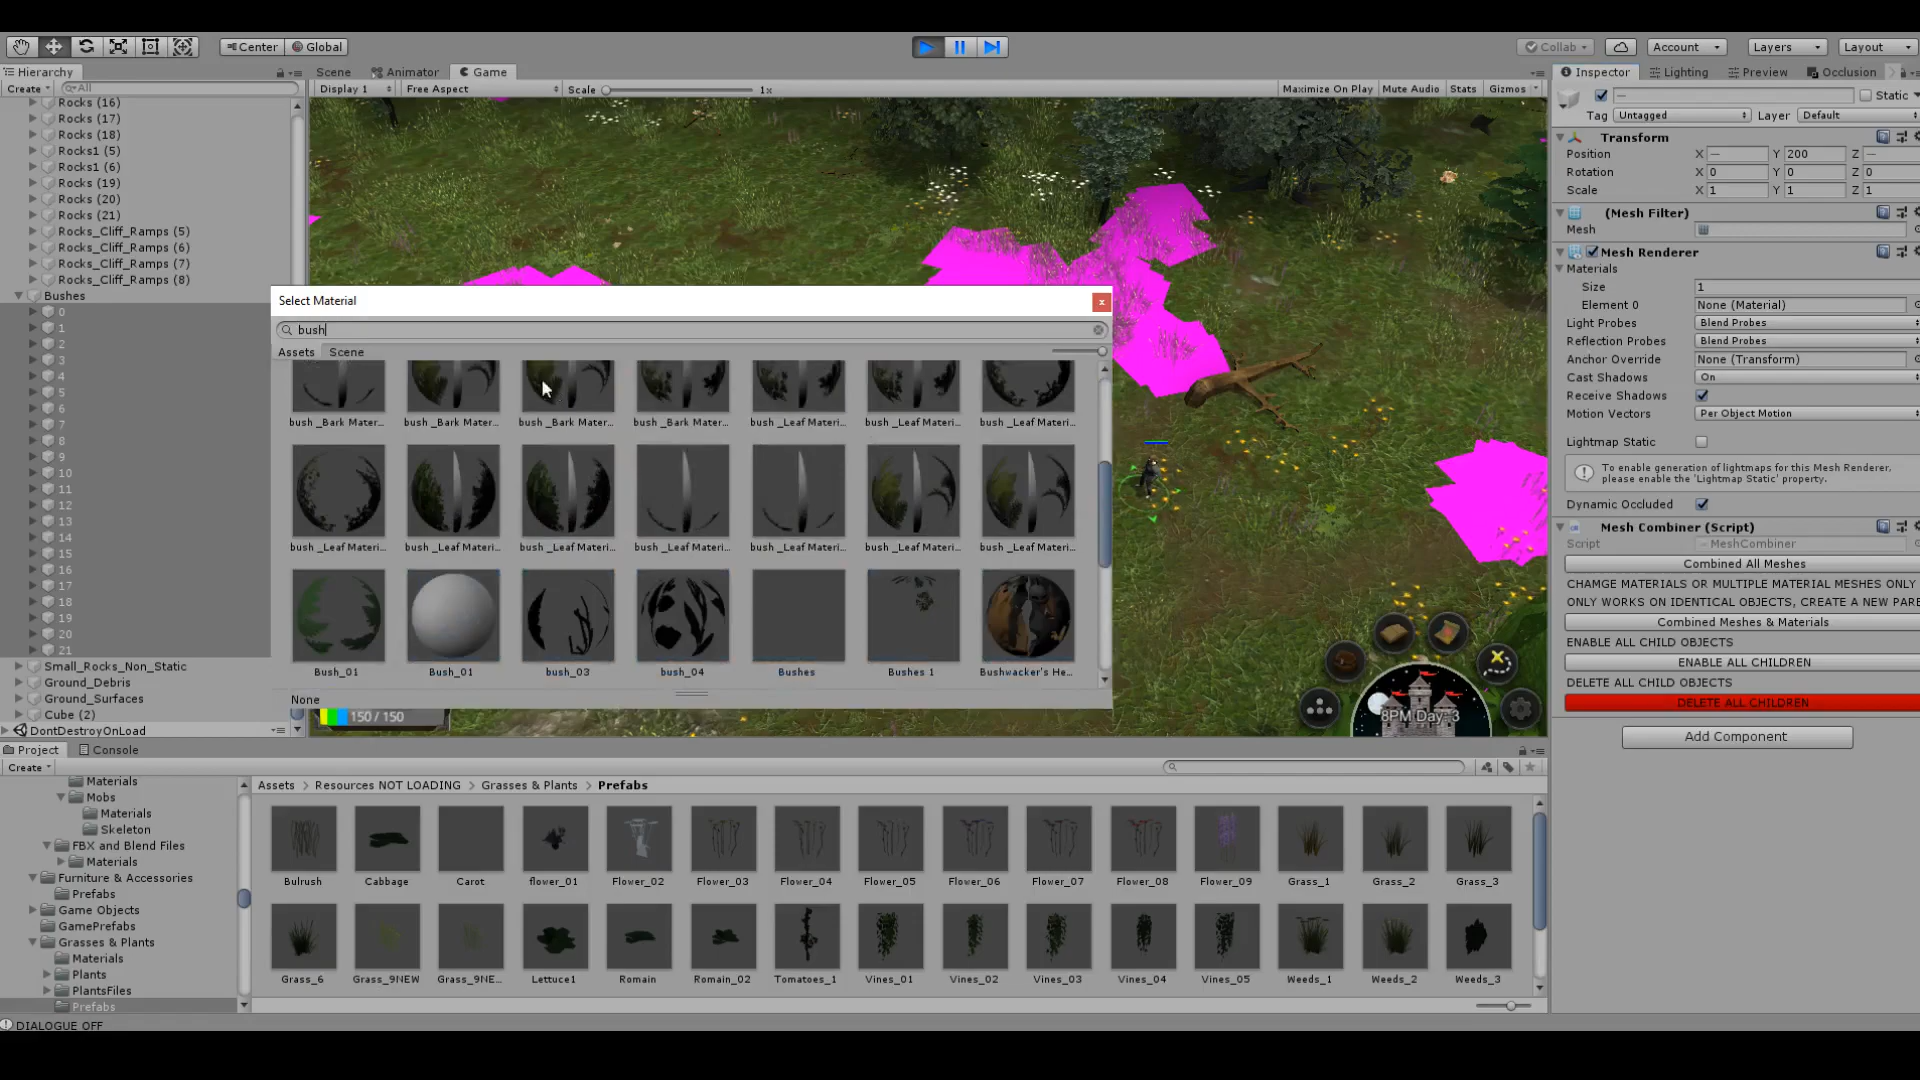 Center Global Collab Account Layers Layout
Hierarchy Scene Animator Game Inspector Lighting Preview Occlusion
Create All Display 1 Free Aspect Scale 1x Maximize On Play Mute Audio Stats Gizmos
Static
Tag Untagged Layer Default
Transform
Position X — Y 200 Z —
Rotation X 0 Y 0 Z 0
Scale X 1 Y 1 Z 1
(Mesh Filter)
Mesh
Mesh Renderer
Materials
Size 1
Element 0 None (Material)
Light Probes Blend Probes
Reflection Probes Blend Probes
Anchor Override None (Transform)
Cast Shadows On
Receive Shadows
Motion Vectors Per Object Motion
Lightmap Static
To enable generation of lightmaps for this Mesh Renderer,
please enable the 'Lightmap Static' property.
Dynamic Occluded
Mesh Combiner (Script)
Script MeshCombiner
Combined All Meshes
CHAMGE MATERIALS OR MULTIPLE MATERIAL MESHES ONLY
ONLY WORKS ON IDENTICAL OBJECTS, CREATE A NEW PARE
Combined Meshes & Materials
ENABLE ALL CHILD OBJECTS
ENABLE ALL CHILDREN
DELETE ALL CHILD OBJECTS
DELETE ALL CHILDREN
Add Component
Rocks (16)
Rocks (17)
Rocks (18)
Rocks1 (5)
Rocks1 (6)
Rocks (19)
Rocks (20)
Rocks (21)
Rocks_Cliff_Ramps (5)
Rocks_Cliff_Ramps (6)
Rocks_Cliff_Ramps (7)
Rocks_Cliff_Ramps (8)
Bushes
0
1
2
3
4
5
6
7
8
9
10
11
12
13
14
15
16
17
18
19
20
21
Small_Rocks_Non_Static
Ground_Debris
Ground_Surfaces
Cube (2)
DontDestroyOnLoad
Select Material
bush
Assets Scene
bush _Bark Mater... bush _Bark Mater... bush _Bark Mater... bush _Bark Mater... bush _Leaf Materi... bush _Leaf Materi... bush _Leaf Materi...
bush _Leaf Materi... bush _Leaf Materi... bush _Leaf Materi... bush _Leaf Materi... bush _Leaf Materi... bush _Leaf Materi... bush _Leaf Materi...
Bush_01 Bush_01 bush_03 bush_04 Bushes Bushes 1 Bushwacker's He...
None
150 / 150
8PM Day 3
Project Console
Create
Materials
Mobs
Materials
Skeleton
FBX and Blend Files
Materials
Furniture & Accessories
Prefabs
Game Objects
GamePrefabs
Grasses & Plants
Materials
Plants
PlantsFiles
Prefabs
Assets Resources NOT LOADING Grasses & Plants Prefabs
Bulrush Cabbage Carot flower_01 Flower_02 Flower_03 Flower_04 Flower_05 Flower_06 Flower_07 Flower_08 Flower_09 Grass_1 Grass_2 Grass_3
Grass_6 Grass_9NEW Grass_9NE... Lettuce1 Romain Romain_02 Tomatoes_1 Vines_01 Vines_02 Vines_03 Vines_04 Vines_05 Weeds_1 Weeds_2 Weeds_3
DIALOGUE OFF